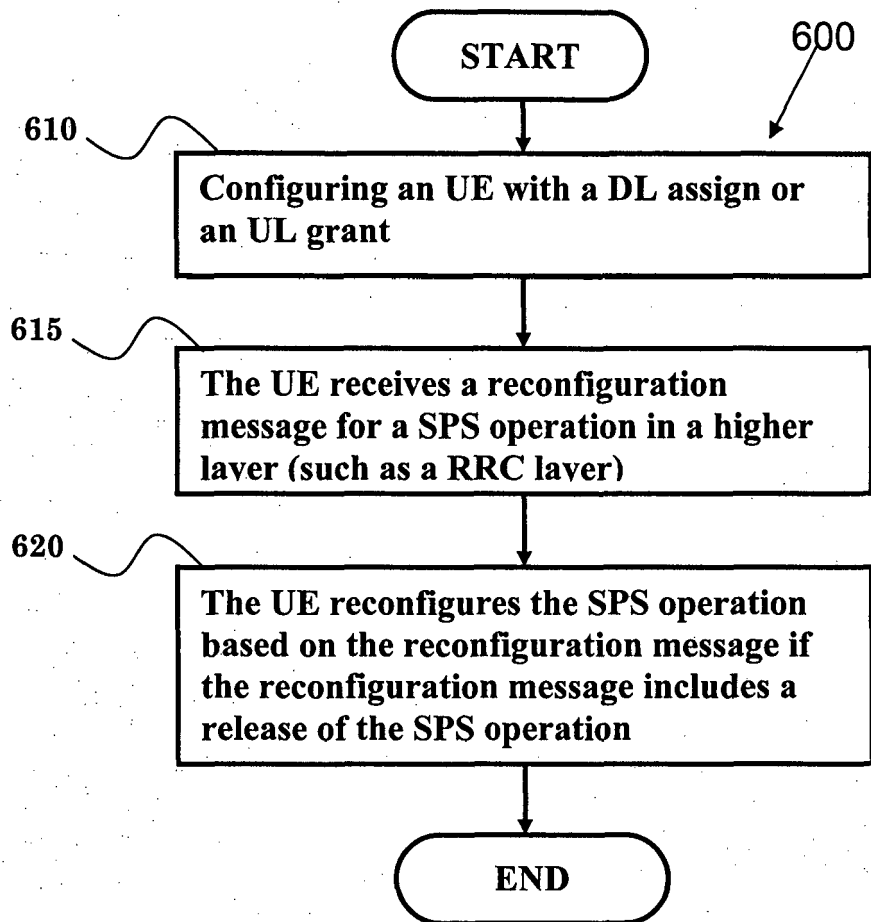 START
600
610
Configuring an UE with a DL assign or
an UL grant
615
The UE receives a reconfiguration
message for a SPS operation in a higher
layer (such as a RRC layer)
620
The UE reconfigures the SPS operation
based on the reconfiguration message if
the reconfiguration message includes a
release of the SPS operation
END